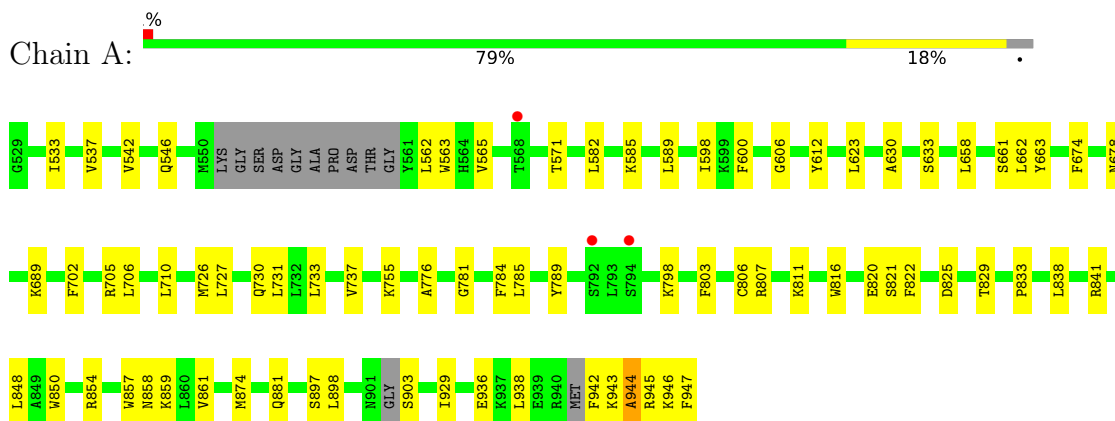 .%
Chain A:
79% 18% •
G529 I533 V537 V542 Q546 M550 LYS GLY SER ASP GLY ALA PRO ASP THR GLY Y561 L562 W563 H564 V565 T568 T571 L582 K585 L589 I598 K599 F600 G606 Y612 L623 A630 S633 L658 S661 L662 Y663 F674 N678
K689 F702 R705 L706 L710 M726 L727 Q730 L731 L732 L733 V737 K755 A776 G781 F784 L785 Y789 S792 L793 S794 K798 F803 C806 R807 K811 W816 E820 S821 F822 D825 T829 P833 L838 R841
L848 A849 W850 R854 W857 N858 K859 L860 V861 M874 Q881 S897 L898 N901 GLY S903 I929 E936 K937 L938 E939 R940 MET F942 K943 A944 R945 K946 F947